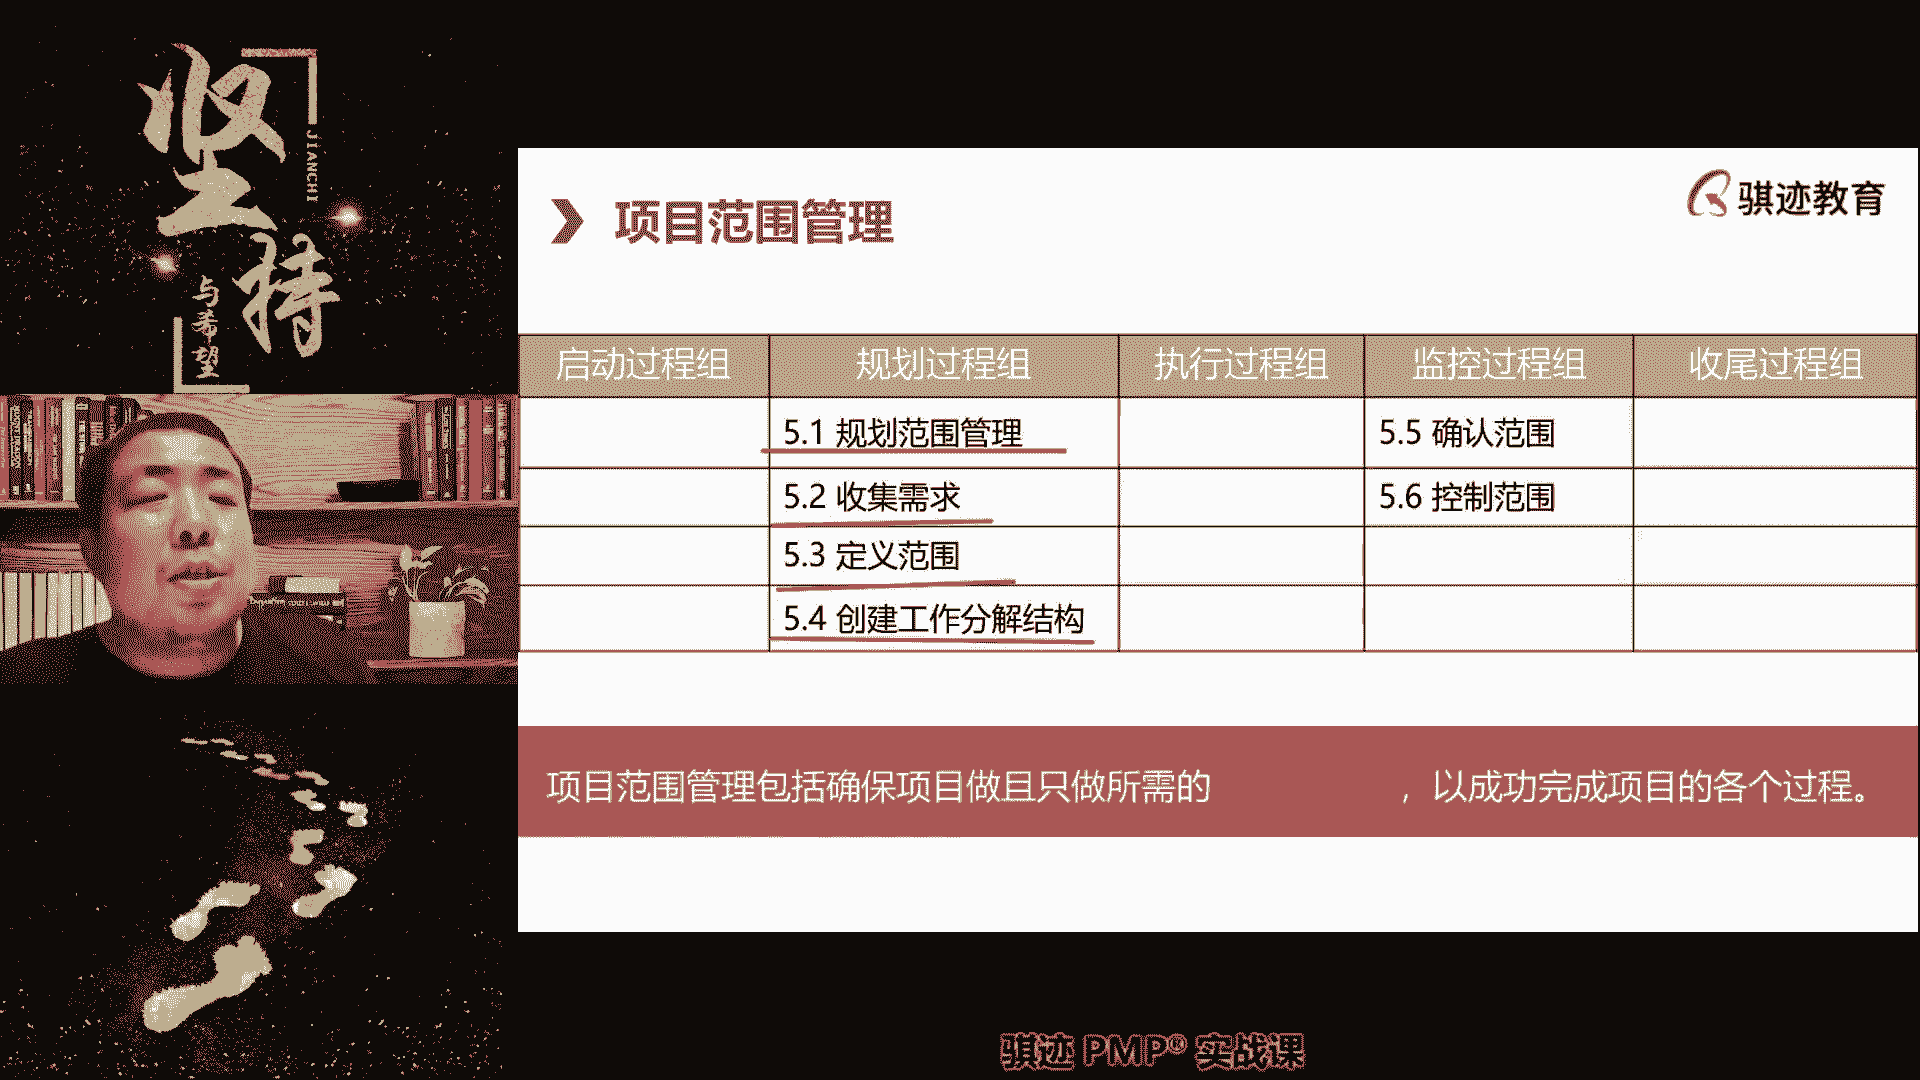 坚持
JIANCHI
与希望
骐迹教育
项目范围管理
启动过程组 规划过程组 执行过程组 监控过程组 收尾过程组
5.1 规划范围管理 5.5 确认范围
5.2 收集需求 5.6 控制范围
5.3 定义范围
5.4 创建工作分解结构
项目范围管理包括确保项目做且只做所需的 ，以成功完成项目的各个过程。
骐迹 PMP® 实战课